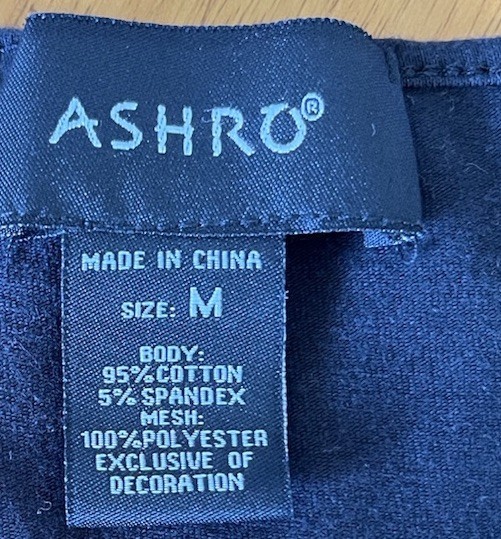 ASHRO®
MADE IN CHINA
SIZE: M
BODY:
95%COTTON
5%SPANDEX
MESH:
100%POLYESTER
EXCLUSIVE OF
DECORATION